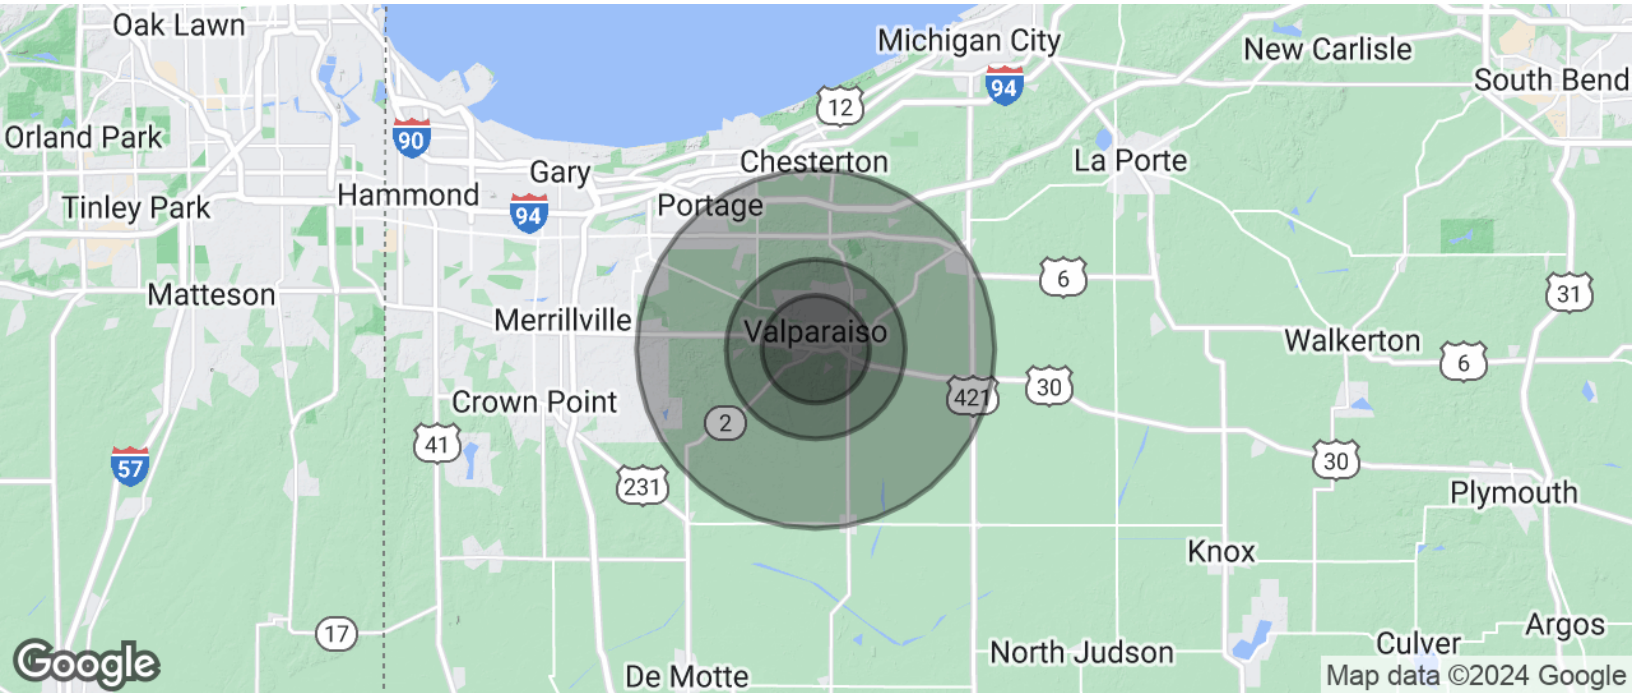 Oak Lawn
Michigan City
New Carlisle
South Bend
94
12
Orland Park
90
Chesterton
La Porte
Gary
Hammond
Tinley Park
94
Portage
6
31
Matteson
Merrillville
Valparaiso
Walkerton
6
30
421
Crown Point
2
41
57
30
231
Plymouth
Knox
17
Argos
Culver
North Judson
Google
De Motte
Map data ©2024 Google